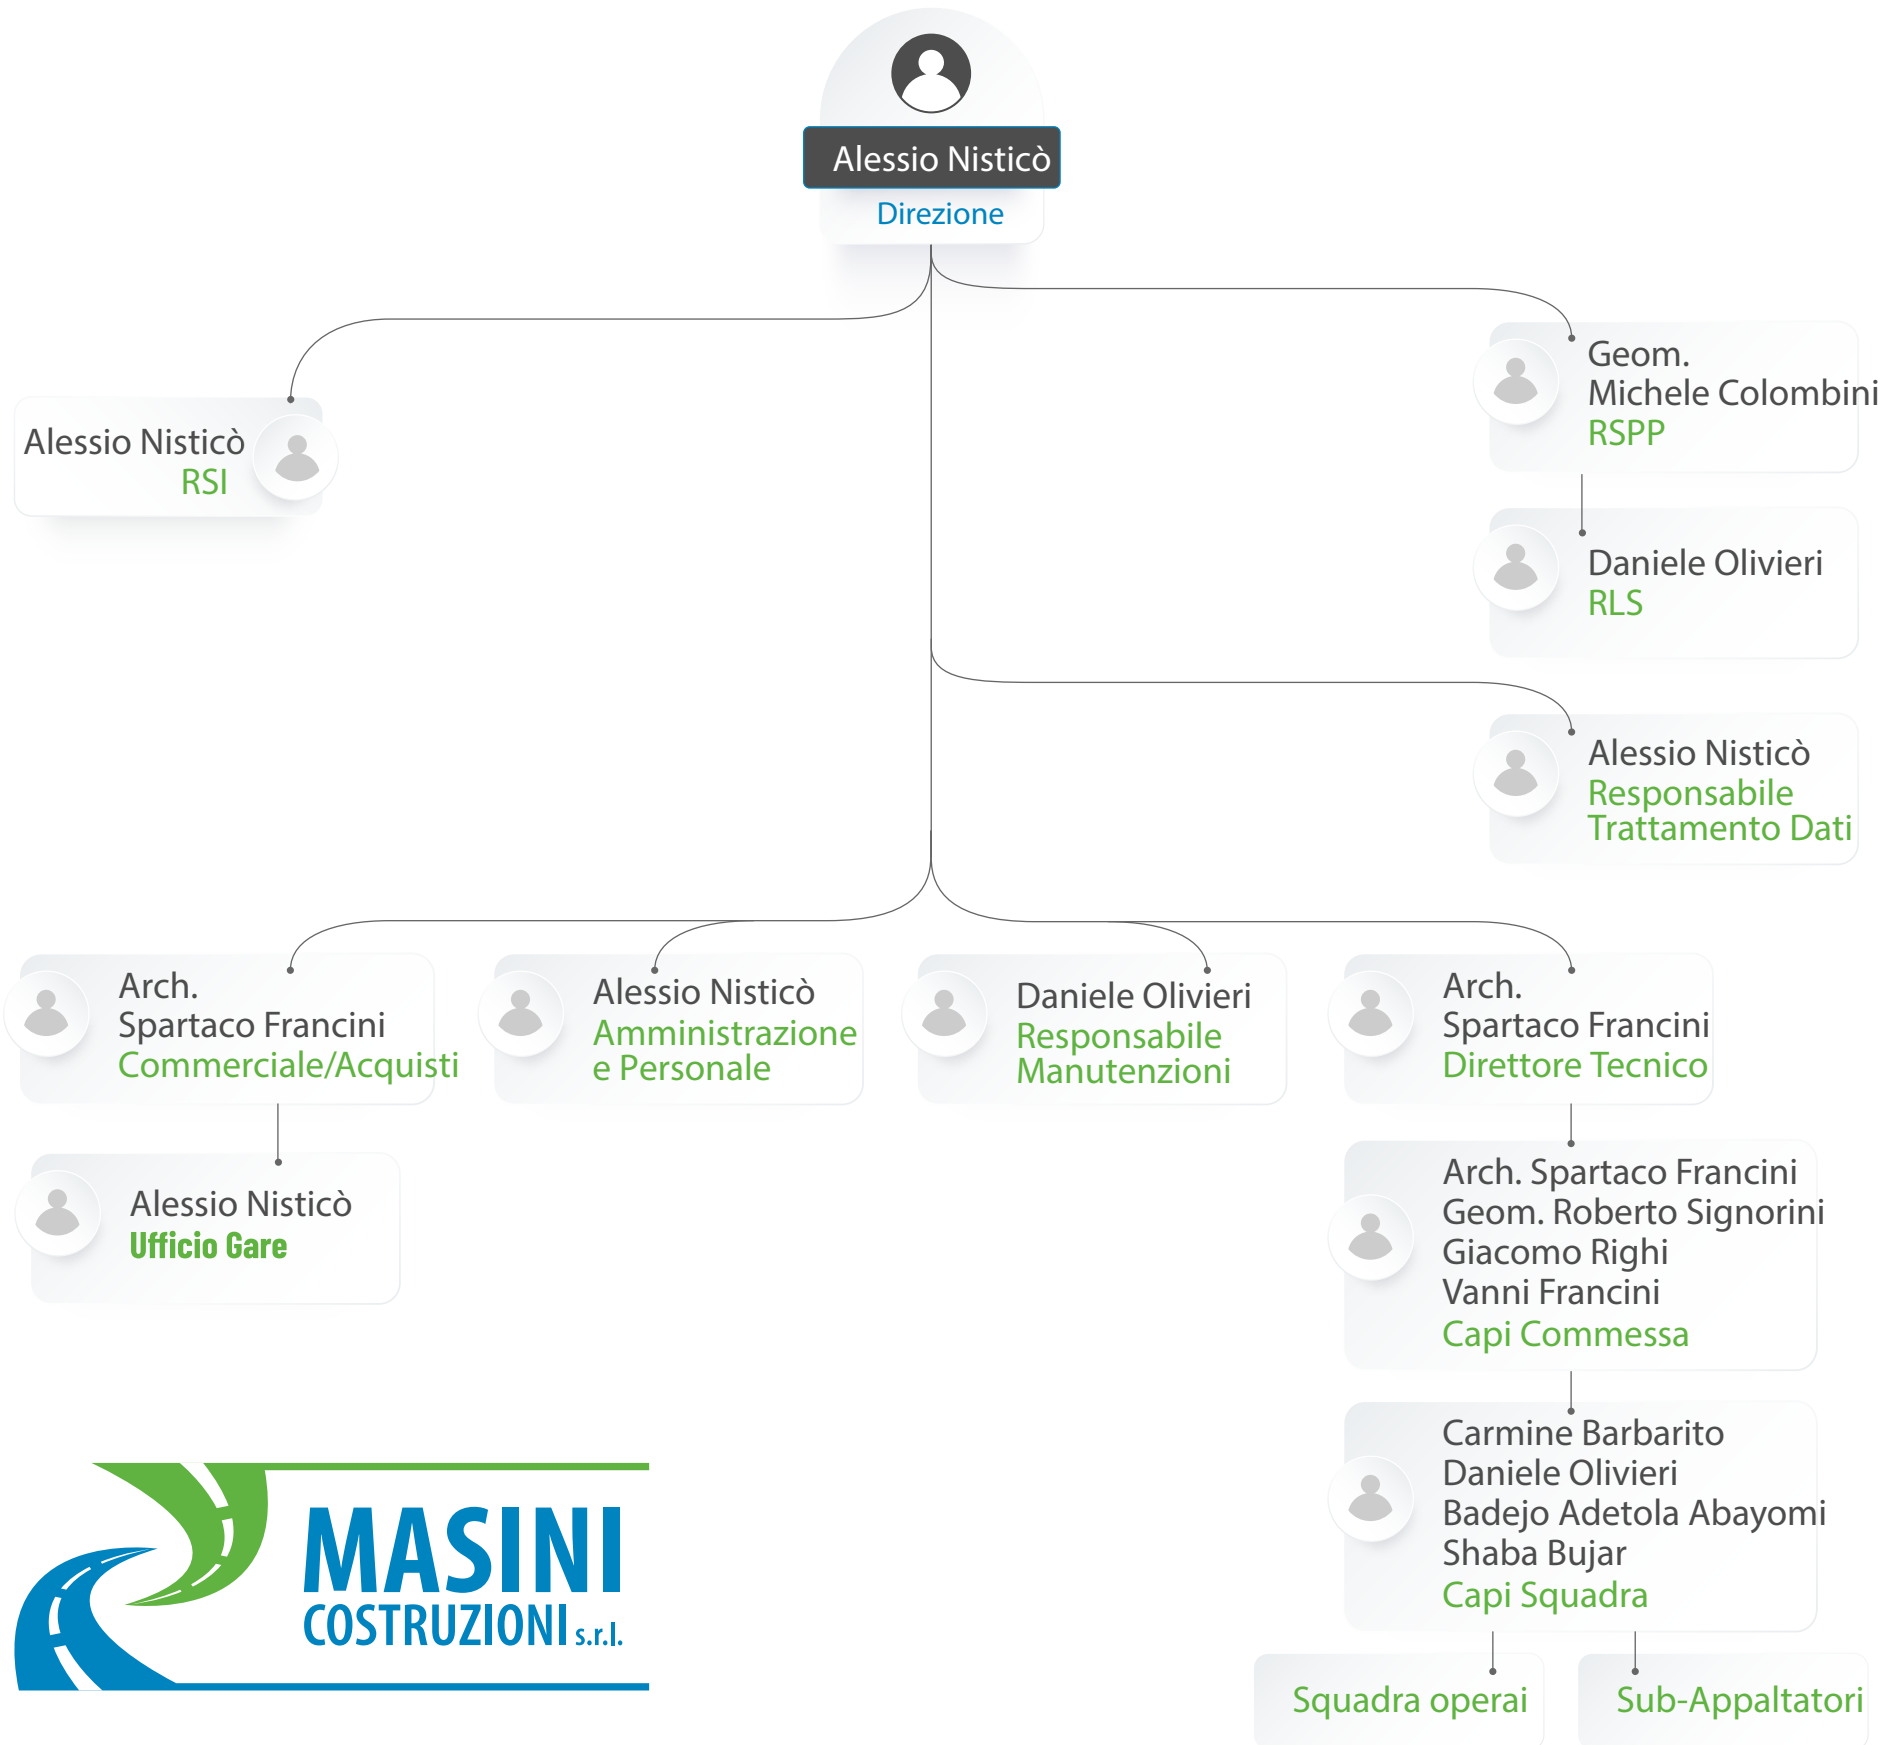 Alessio Nisticò
Direzione
Alessio Nisticò
RSI
Geom.
Michele Colombini
RSPP
Daniele Olivieri
RLS
Alessio Nisticò
Responsabile
Trattamento Dati
Arch.
Spartaco Francini
Commerciale/Acquisti
Alessio Nisticò
Amministrazione
e Personale
Daniele Olivieri
Responsabile
Manutenzioni
Arch.
Spartaco Francini
Direttore Tecnico
Alessio Nisticò
Ufficio Gare
Arch. Spartaco Francini
Geom. Roberto Signorini
Giacomo Righi
Vanni Francini
Capi Commessa
Carmine Barbarito
Daniele Olivieri
Badejo Adetola Abayomi
Shaba Bujar
Capi Squadra
Squadra operai
Sub-Appaltatori
MASINI
COSTRUZIONI s.r.l.